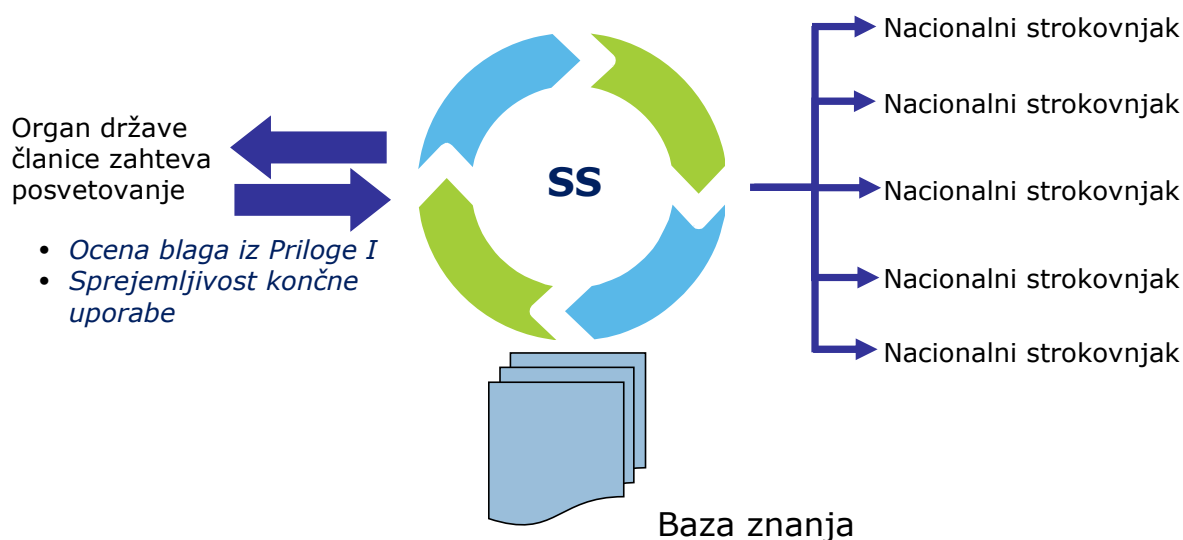 Organ države
članice zahteva
posvetovanje
• Ocena blaga iz Priloge I
• Sprejemljivost končne
uporabe
SS
Nacionalni strokovnjak
Nacionalni strokovnjak
Nacionalni strokovnjak
Nacionalni strokovnjak
Nacionalni strokovnjak
Baza znanja